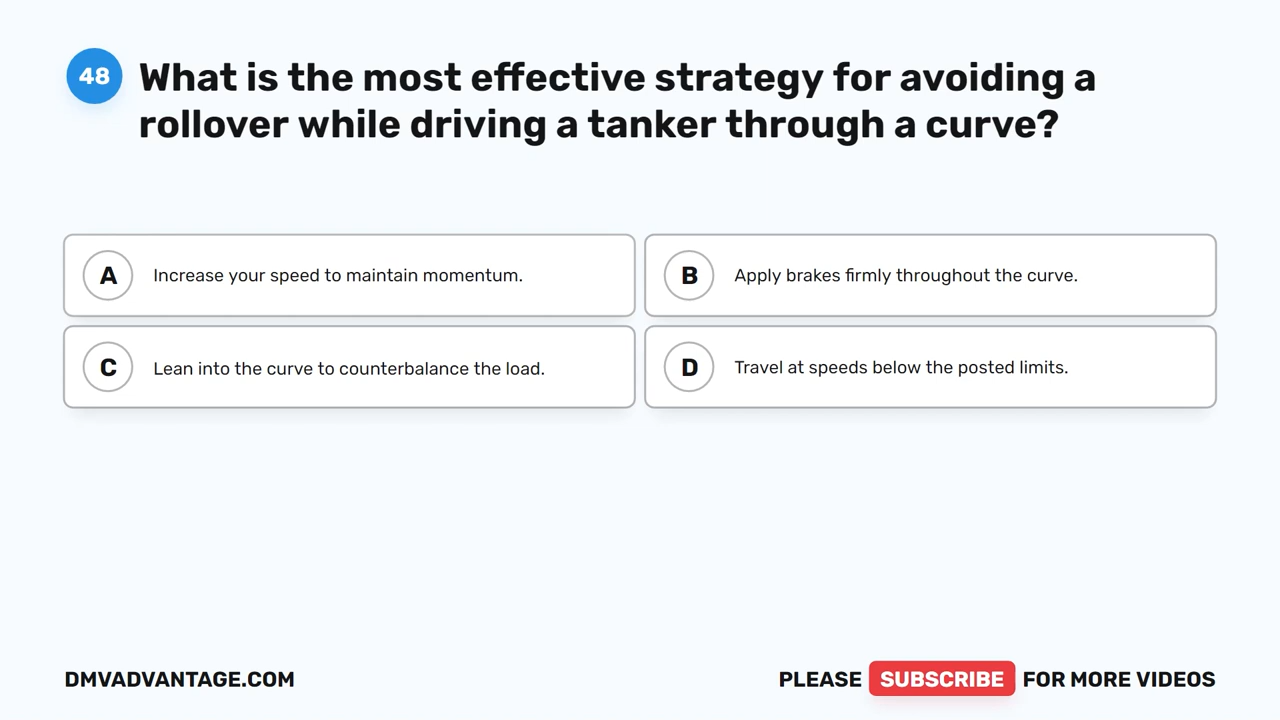 48
What is the most effective strategy for avoiding a
rollover while driving a tanker through a curve?
A
Increase your speed to maintain momentum.
B
Apply brakes firmly throughout the curve.
C
Lean into the curve to counterbalance the load.
D
Travel at speeds below the posted limits.
DMVADVANTAGE.COM
PLEASE SUBSCRIBE FOR MORE VIDEOS